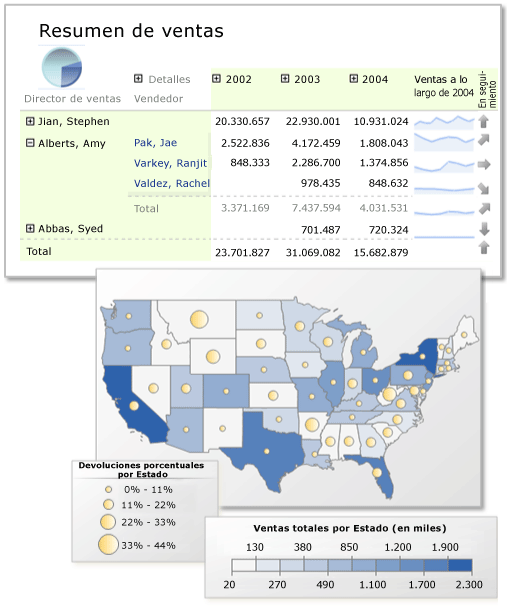 Resumen de ventas
Detalles 2002 2003 2004 Ventas a lo largo de 2004 En segui-miento
Director de ventas Vendedor
Jian, Stephen 20.330.657 22.930.001 10.931.024
Alberts, Amy Pak, Jae 2.522.836 4.172.459 1.808.043
Varkey, Ranjit 848.333 2.286.700 1.374.856
Valdez, Rachel 978.435 848.632
Total 3.371.169 7.437.594 4.031.531
Abbas, Syed 701.487 720.324
Total 23.701.827 31.069.082 15.682.879
Devoluciones porcentuales
por Estado
0% - 11%
11% - 22%
22% - 33%
33% - 44%
Ventas totales por Estado (en miles)
130 380 850 1.200 1.900
20 270 490 1.100 1.700 2.300